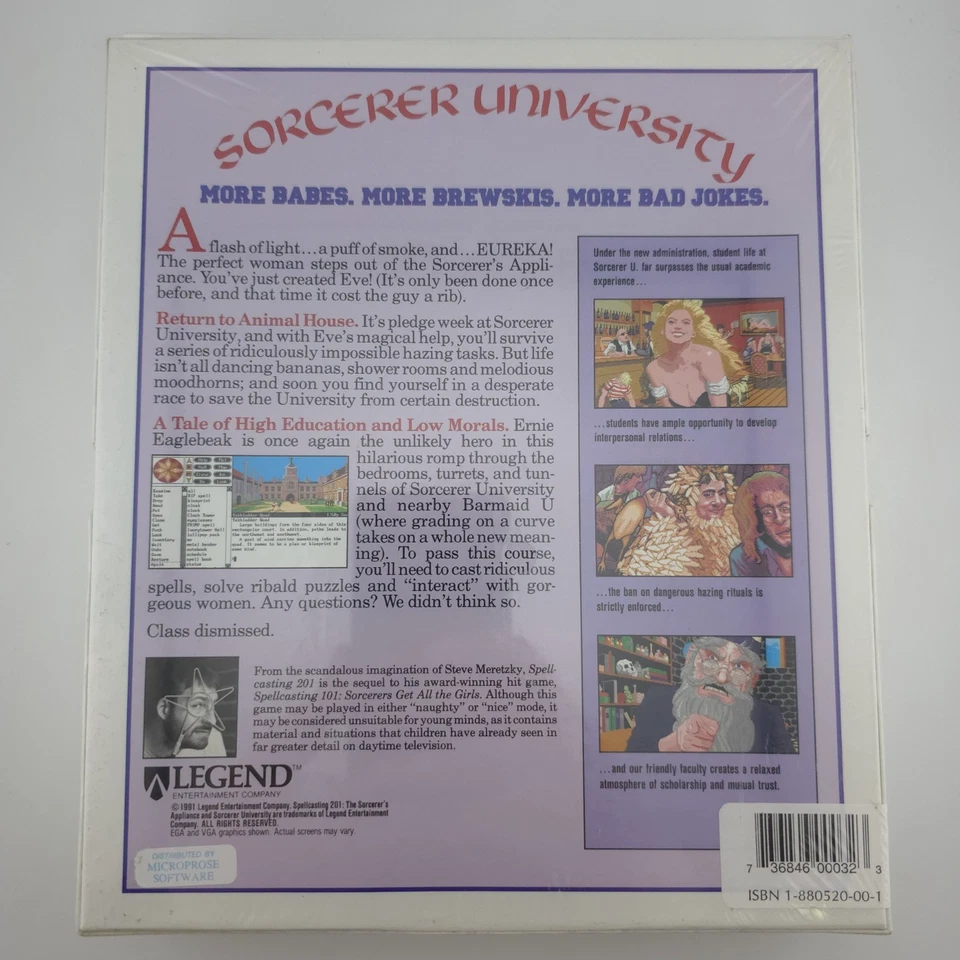 SORCERER UNIVERSITY
MORE BABES. MORE BREWSKIS. MORE BAD JOKES.
A flash of light...a puff of smoke, and...EUREKA!
The perfect woman steps out of the Sorcerer's Appli-
ance. You've just created Eve! (It's only been done once
before, and that time it cost the guy a rib).
Return to Animal House. It's pledge week at Sorcerer
University, and with Eve's magical help, you'll survive
a series of ridiculously impossible hazing tasks. But life
isn't all dancing bananas, shower rooms and melodious
moodhorns; and soon you find yourself in a desperate
race to save the University from certain destruction.
A Tale of High Education and Low Morals. Ernie
Eaglebeak is once again the unlikely hero in this
hilarious romp through the
bedrooms, turrets, and tun-
nels of Sorcerer University
and nearby Barmaid U
(where grading on a curve
takes on a whole new mean-
ing). To pass this course,
you'll need to cast ridiculous
spells, solve ribald puzzles and "interact" with gor-
geous women. Any questions? We didn't think so.
Class dismissed.
From the scandalous imagination of Steve Meretzky, Spell-
casting 201 is the sequel to his award-winning hit game,
Spellcasting 101: Sorcerers Get All the Girls. Although this
game may be played in either "naughty" or "nice" mode, it
may be considered unsuitable for young minds, as it contains
material and situations that children have already seen in
far greater detail on daytime television.
LEGEND™
ENTERTAINMENT COMPANY
©1991 Legend Entertainment Company. Spellcasting 201: The Sorcerer's
Appliance and Sorcerer University are trademarks of Legend Entertainment
Company. ALL RIGHTS RESERVED.
EGA and VGA graphics shown. Actual screens may vary.
DISTRIBUTED BY
MICROPROSE
SOFTWARE
Under the new administration, student life at
Sorcerer U. far surpasses the usual academic
experience...
...students have ample opportunity to develop
interpersonal relations...
...the ban on dangerous hazing rituals is
strictly enforced...
...and our friendly faculty creates a relaxed
atmosphere of scholarship and mutual trust.
7 36846 00032 3
ISBN 1-880520-00-1